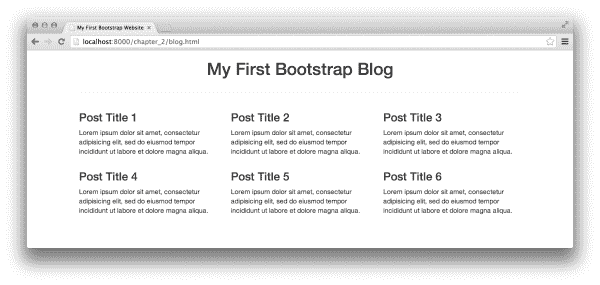 My First Bootstrap Website
localhost:8000/chapter_2/blog.html
My First Bootstrap Blog
Post Title 1
Lorem ipsum dolor sit amet, consectetur
adipisicing elit, sed do eiusmod tempor
incididunt ut labore et dolore magna aliqua.
Post Title 2
Lorem ipsum dolor sit amet, consectetur
adipisicing elit, sed do eiusmod tempor
incididunt ut labore et dolore magna aliqua.
Post Title 3
Lorem ipsum dolor sit amet, consectetur
adipisicing elit, sed do eiusmod tempor
incididunt ut labore et dolore magna aliqua.
Post Title 4
Lorem ipsum dolor sit amet, consectetur
adipisicing elit, sed do eiusmod tempor
incididunt ut labore et dolore magna aliqua.
Post Title 5
Lorem ipsum dolor sit amet, consectetur
adipisicing elit, sed do eiusmod tempor
incididunt ut labore et dolore magna aliqua.
Post Title 6
Lorem ipsum dolor sit amet, consectetur
adipisicing elit, sed do eiusmod tempor
incididunt ut labore et dolore magna aliqua.